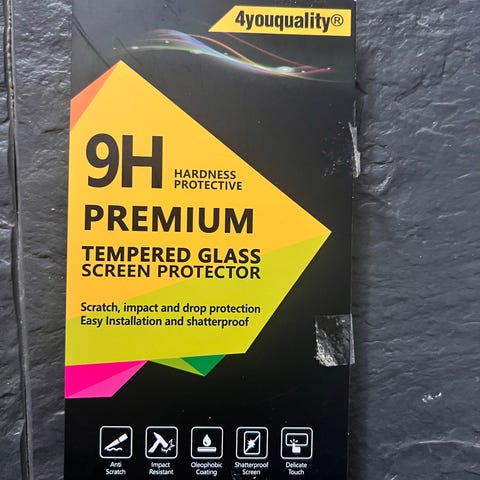 4youquality®
9H HARDNESS
PROTECTIVE
PREMIUM
TEMPERED GLASS
SCREEN PROTECTOR
Scratch, impact and drop protection
Easy Installation and shatterproof
Anti
Scratch
Impact
Resistant
Oleophobic
Coating
Shatterproof
Screen
Delicate
Touch